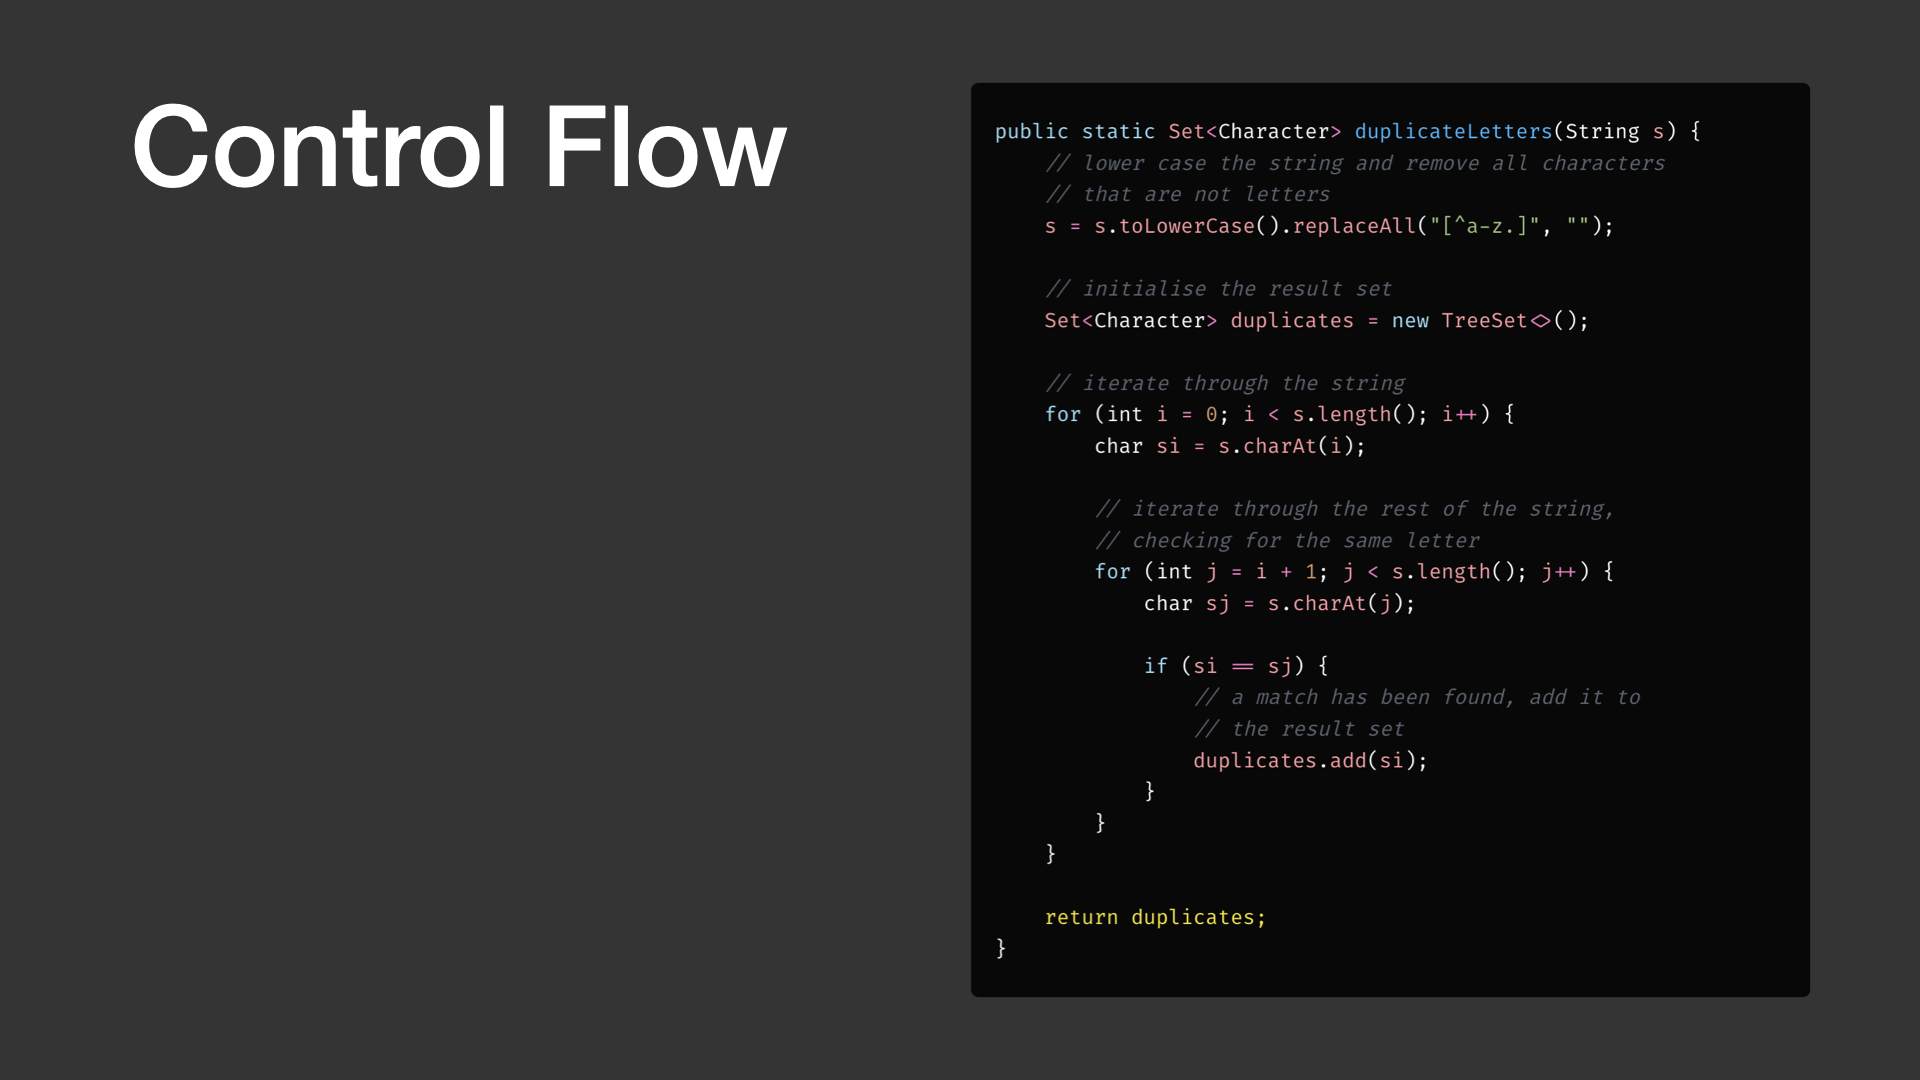 Control Flow
public static Set<Character> duplicateLetters(String s) {
    // lower case the string and remove all characters
    // that are not letters
    s = s.toLowerCase().replaceAll("[^a-z.]", "");

    // initialise the result set
    Set<Character> duplicates = new TreeSet<>();

    // iterate through the string
    for (int i = 0; i < s.length(); i++) {
        char si = s.charAt(i);

        // iterate through the rest of the string,
        // checking for the same letter
        for (int j = i + 1; j < s.length(); j++) {
            char sj = s.charAt(j);

            if (si == sj) {
                // a match has been found, add it to
                // the result set
                duplicates.add(si);
            }
        }
    }

    return duplicates;
}